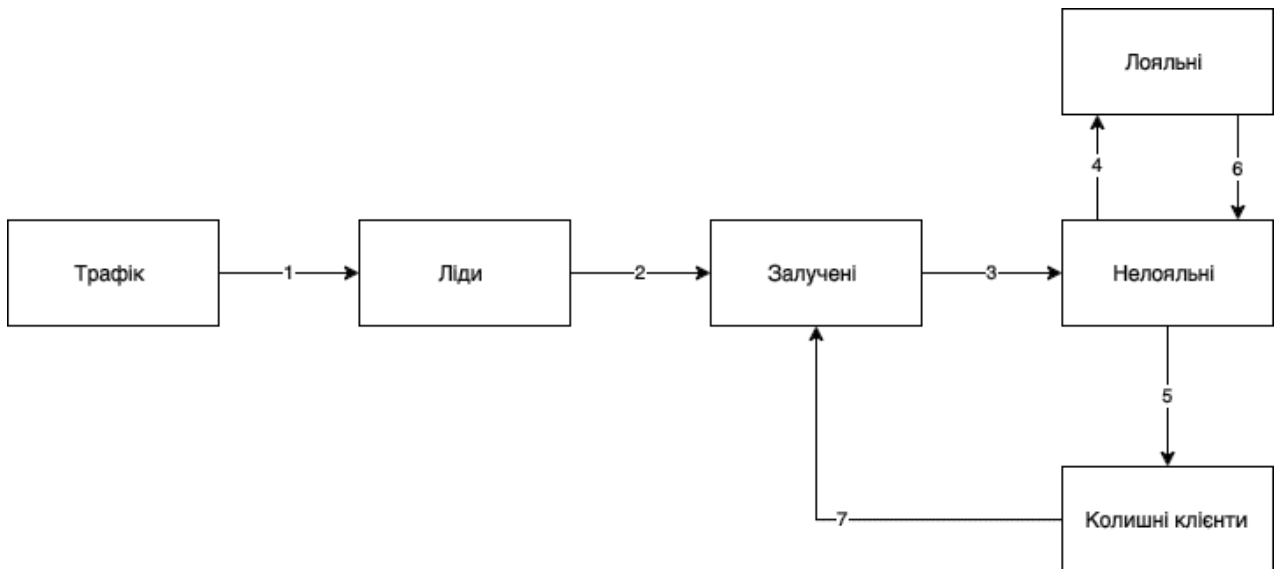 Лояльні
4
6
Трафік
1
Ліди
2
Залучені
3
Нелояльні
5
7
Колишні клієнти